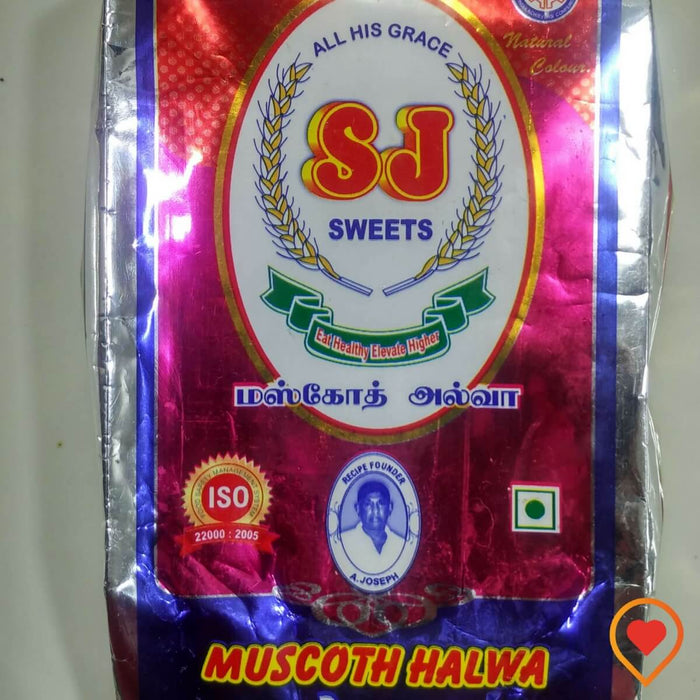 Natural
Colour
ALL HIS GRACE
SJ
SWEETS
Eat Healthy Elevate Higher
மஸ்கோத் அல்வா
ISO
22000 : 2005
RECIPE FOUNDER
A.JOSEPH
MUSCOTH HALWA